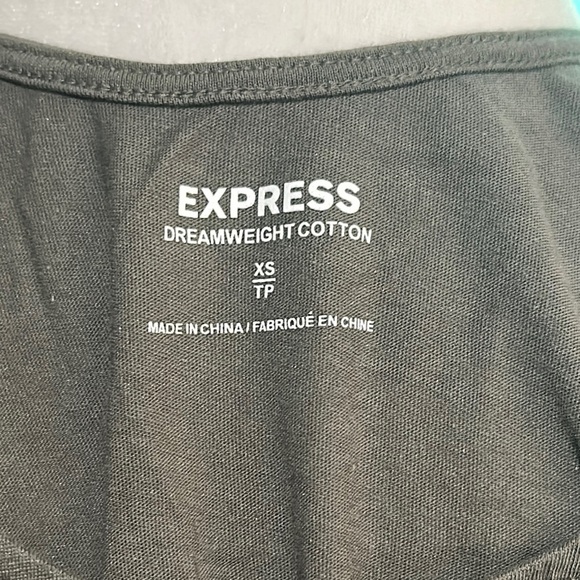 EXPRESS
DREAMWEIGHT COTTON
XS
TP
MADE IN CHINA / FABRIQUÉ EN CHINE